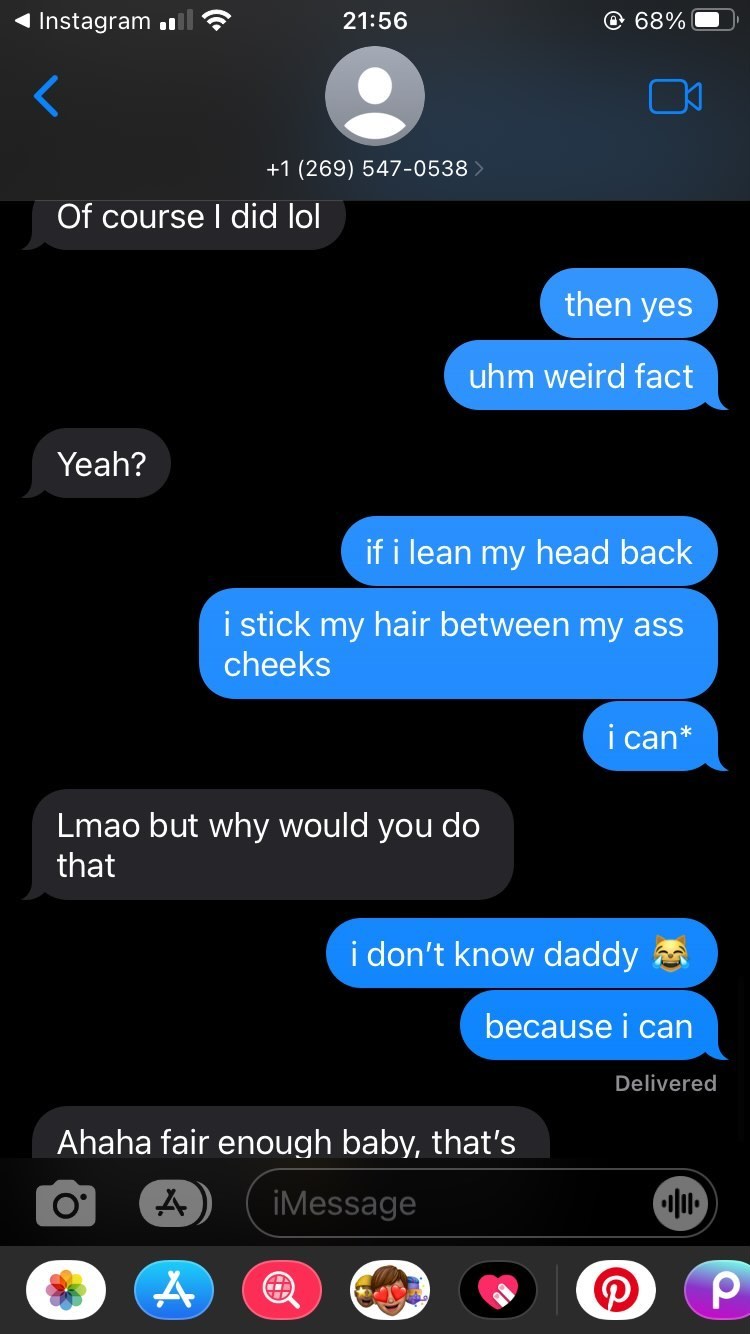 ◀ Instagram 21:56 68%
+1 (269) 547-0538 >
Of course I did lol
then yes
uhm weird fact
Yeah?
if i lean my head back
i stick my hair between my ass
cheeks
i can*
Lmao but why would you do
that
i don't know daddy 😹
because i can
Delivered
Ahaha fair enough baby, that's
iMessage